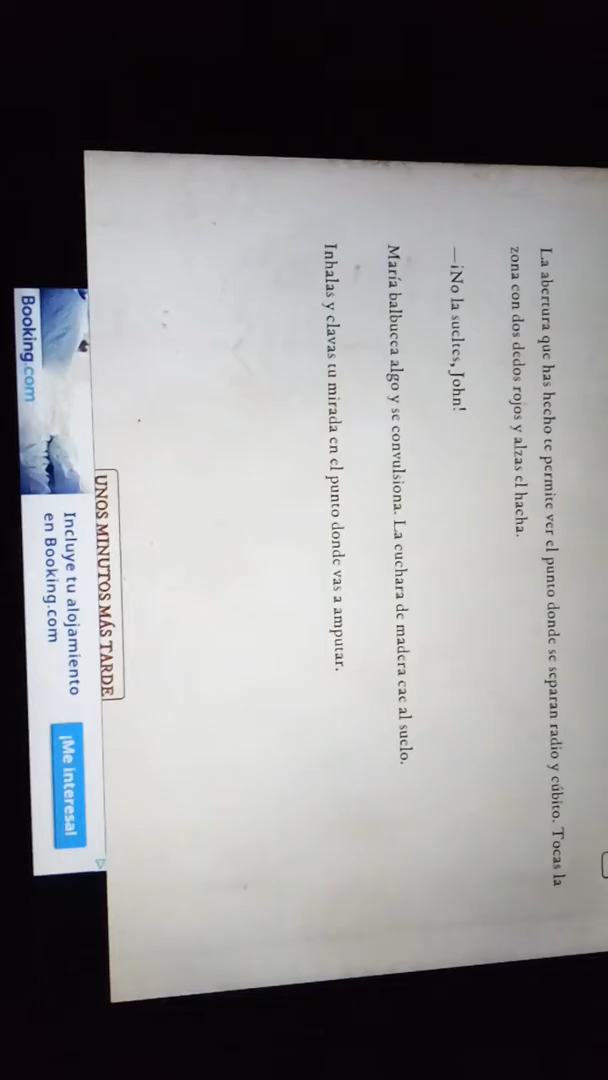 La abertura que has hecho te permite ver el punto donde se separan radio y cúbito. Tocas la
zona con dos dedos rojos y alzas el hacha.
—¡No la sueltes, John!
María balbucea algo y se convulsiona. La cuchara de madera cae al suelo.
Inhalas y clavas tu mirada en el punto donde vas a amputar.
UNOS MINUTOS MÁS TARDE
Booking.com
Incluye tu alojamiento
en Booking.com
¡Me interesa!